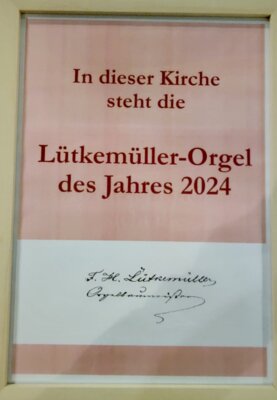 In dieser Kirche
steht die
Lütkemüller-Orgel
des Jahres 2024
F. H. Lütkemüller
Orgelbaumeister